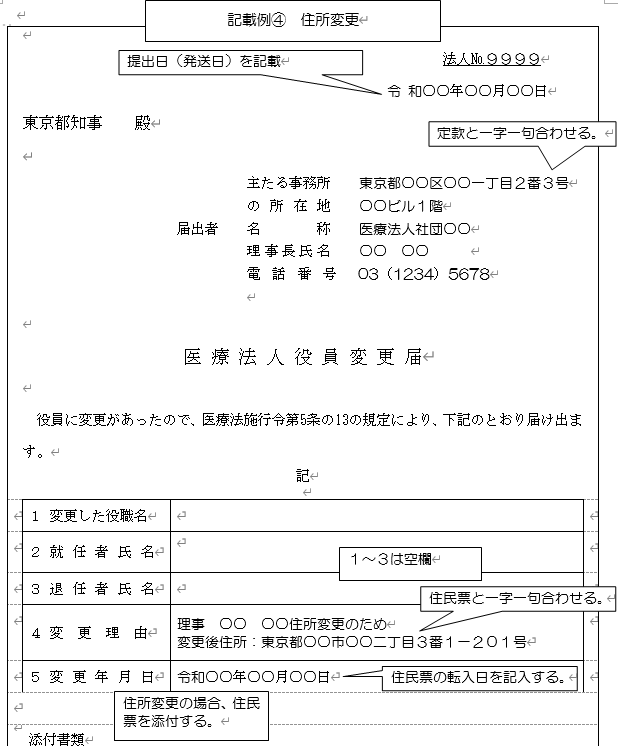 記載例④　住所変更
提出日（発送日）を記載
法人№９９９９
令 和〇〇年〇〇月〇〇日
東京都知事　　殿
定款と一字一句合わせる。
主たる事務所　東京都〇〇区〇〇一丁目２番３号
の 所 在 地　〇〇ビル１階
届出者　名　　　　称　医療法人社団〇〇
理 事 長 氏 名　〇〇　〇〇
電 話 番 号　03（1234）5678
医 療 法 人 役 員 変 更 届
役員に変更があったので、医療法施行令第5条の13の規定により、下記のとおり届け出ま
す。
記
１ 変更した役職名
２ 就 任 者 氏 名
１～３は空欄
３ 退 任 者 氏 名
住民票と一字一句合わせる。
４ 変 更 理 由
理事　〇〇　〇〇住所変更のため
変更後住所：東京都〇〇市〇〇二丁目３番１－２０１号
５ 変 更 年 月 日　令和〇〇年〇〇月〇〇日
住民票の転入日を記入する。
住所変更の場合、住民
票を添付する。
添付書類